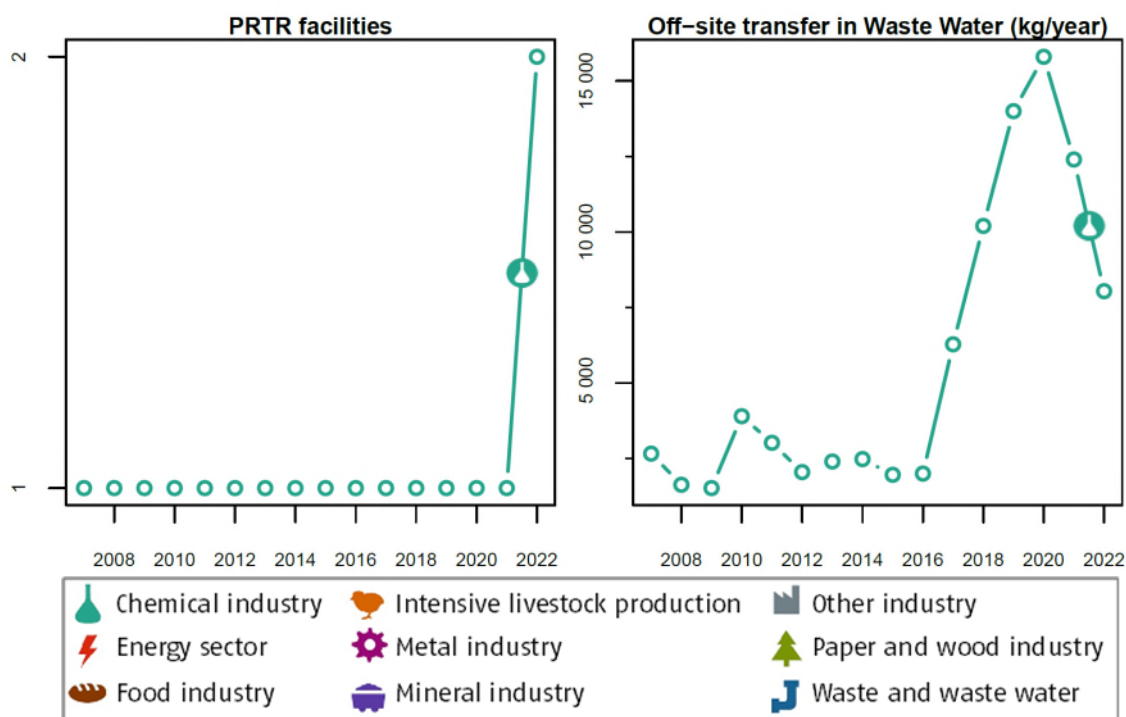 PRTR facilities
Off−site transfer in Waste Water (kg/year)
2
1
15 000
10 000
5 000
2008 2010 2012 2014 2016 2018 2020 2022
2008 2010 2012 2014 2016 2018 2020 2022
Chemical industry Intensive livestock production Other industry
Energy sector Metal industry Paper and wood industry
Food industry Mineral industry Waste and waste water